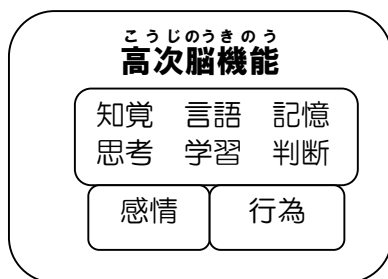 こうじのうきのう
高次脳機能
知覚 言語 記憶
思考 学習 判断
感情 行為